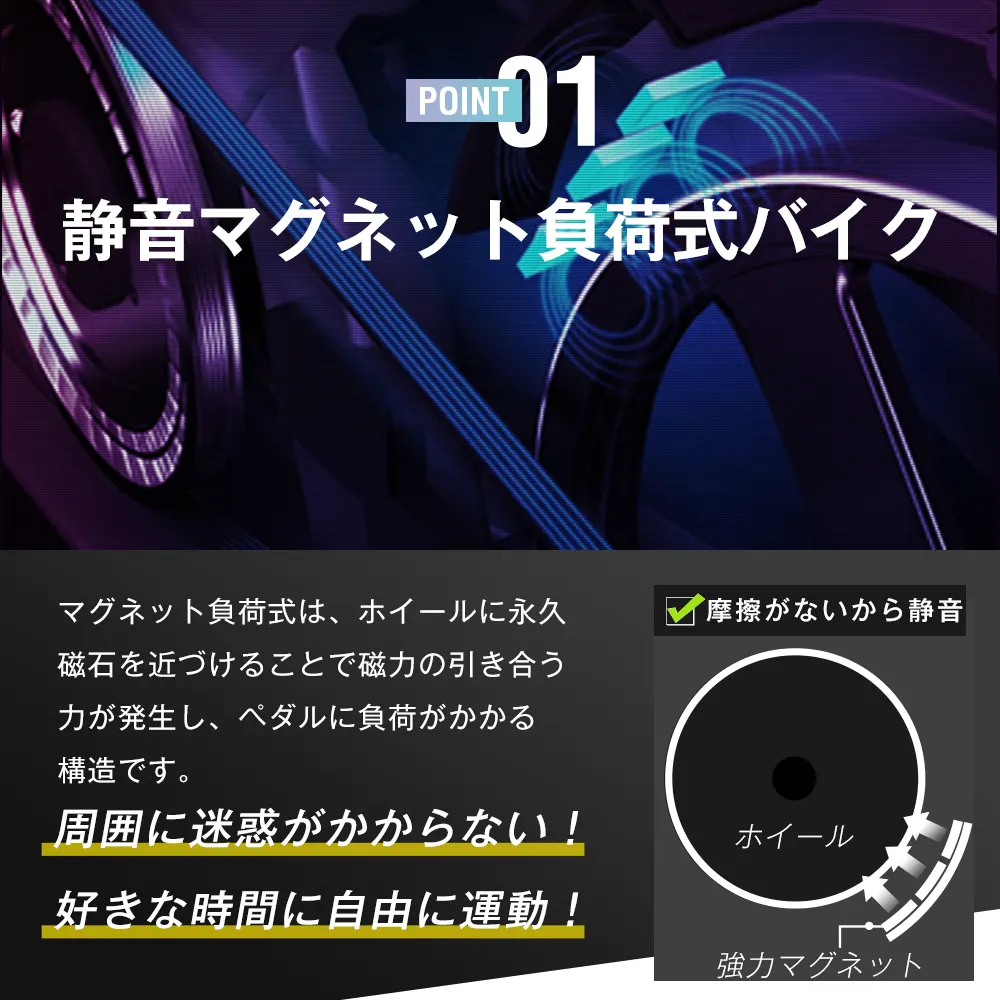 POINT 01
静音マグネット負荷式バイク
マグネット負荷式は、ホイールに永久
磁石を近づけることで磁力の引き合う
力が発生し、ペダルに負荷がかかる
構造です。
周囲に迷惑がかからない！
好きな時間に自由に運動！
摩擦がないから静音
ホイール
強力マグネット